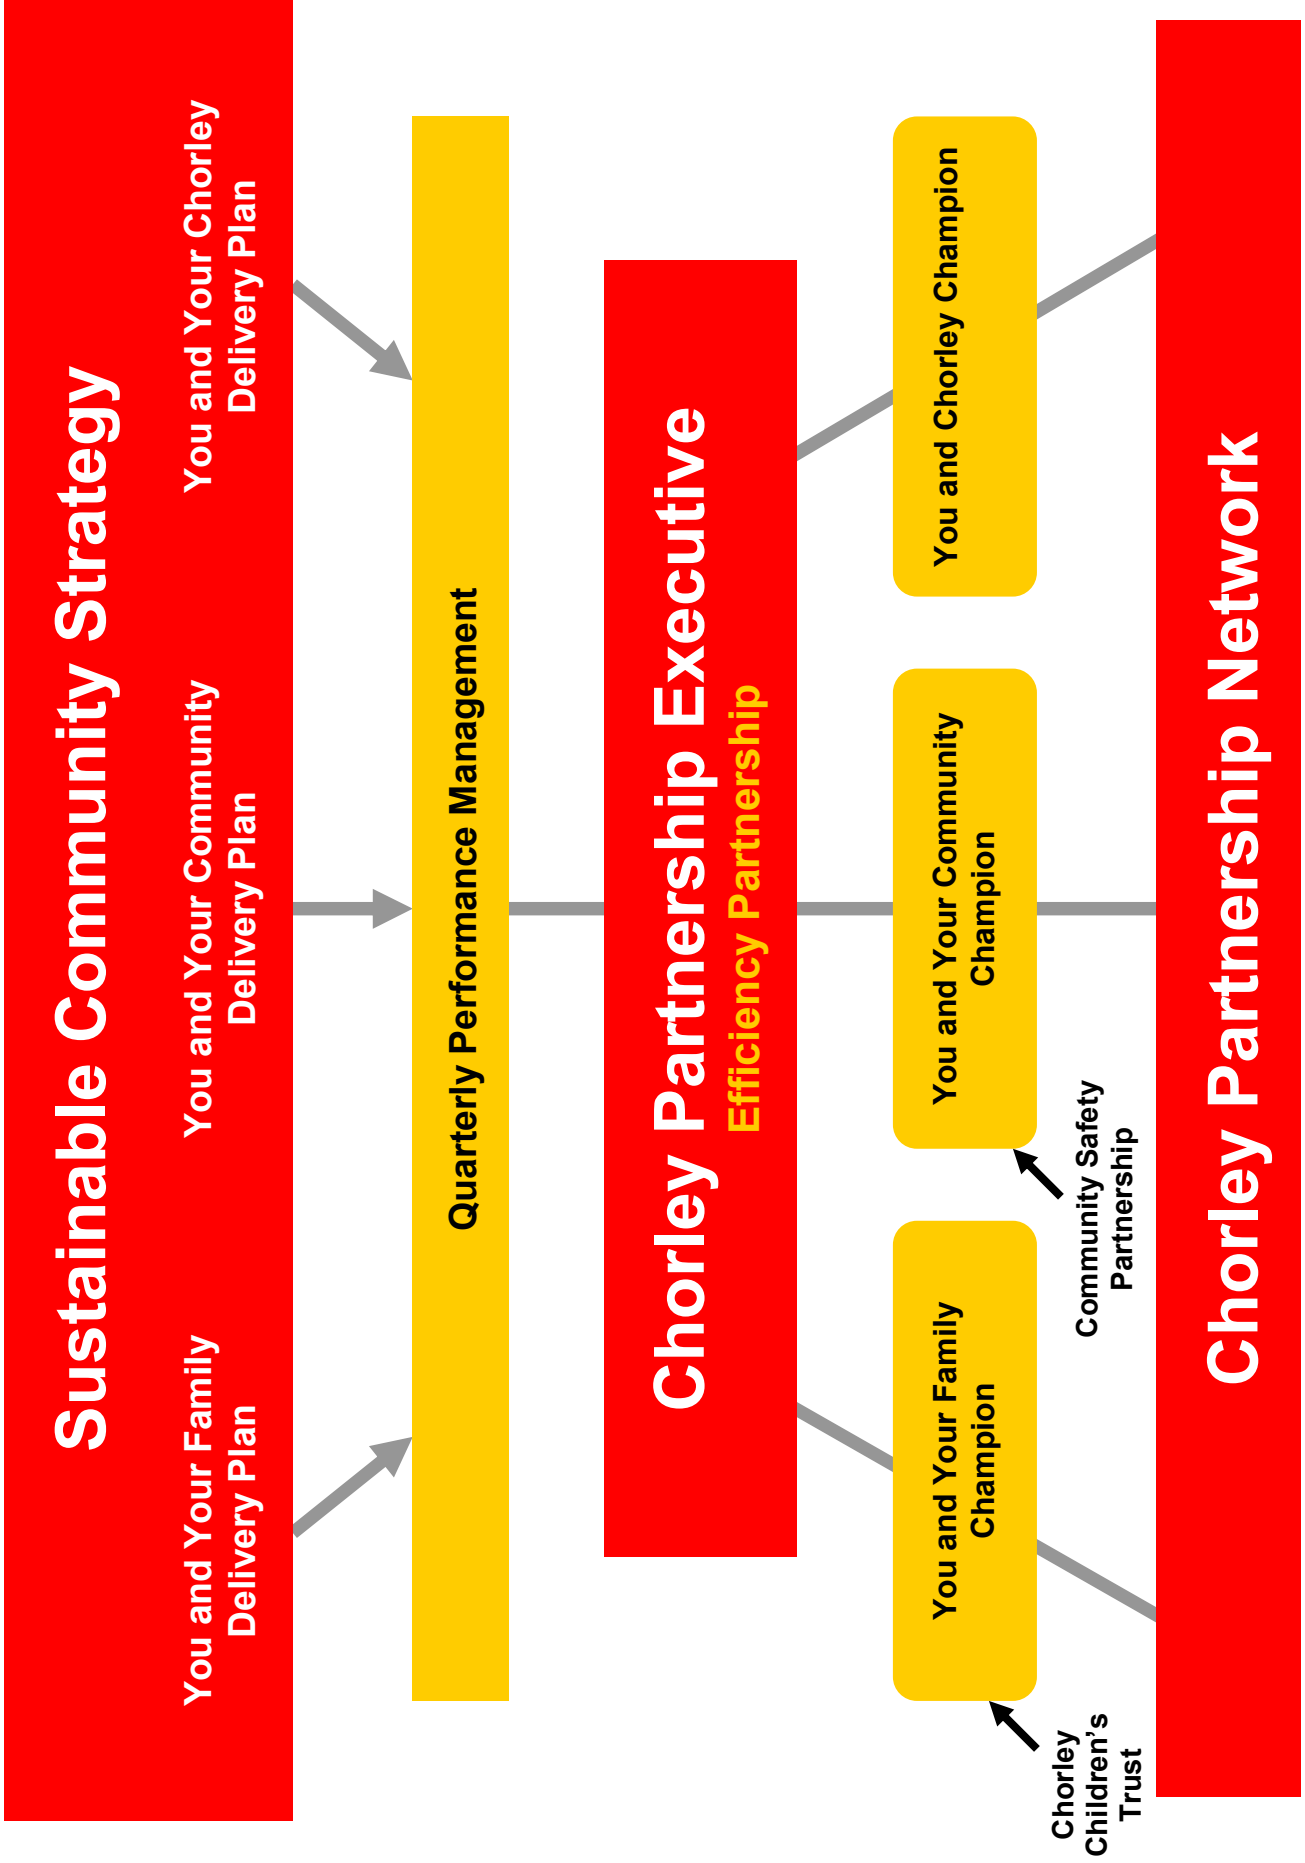 Sustainable Community Strategy
You and Your Family
Delivery Plan
You and Your Community
Delivery Plan
You and Your Chorley
Delivery Plan
Quarterly Performance Management
Chorley Partnership Executive
Efficiency Partnership
You and Your Family
Champion
You and Your Community
Champion
You and Chorley Champion
Chorley
Children’s
Trust
Community Safety
Partnership
Chorley Partnership Network